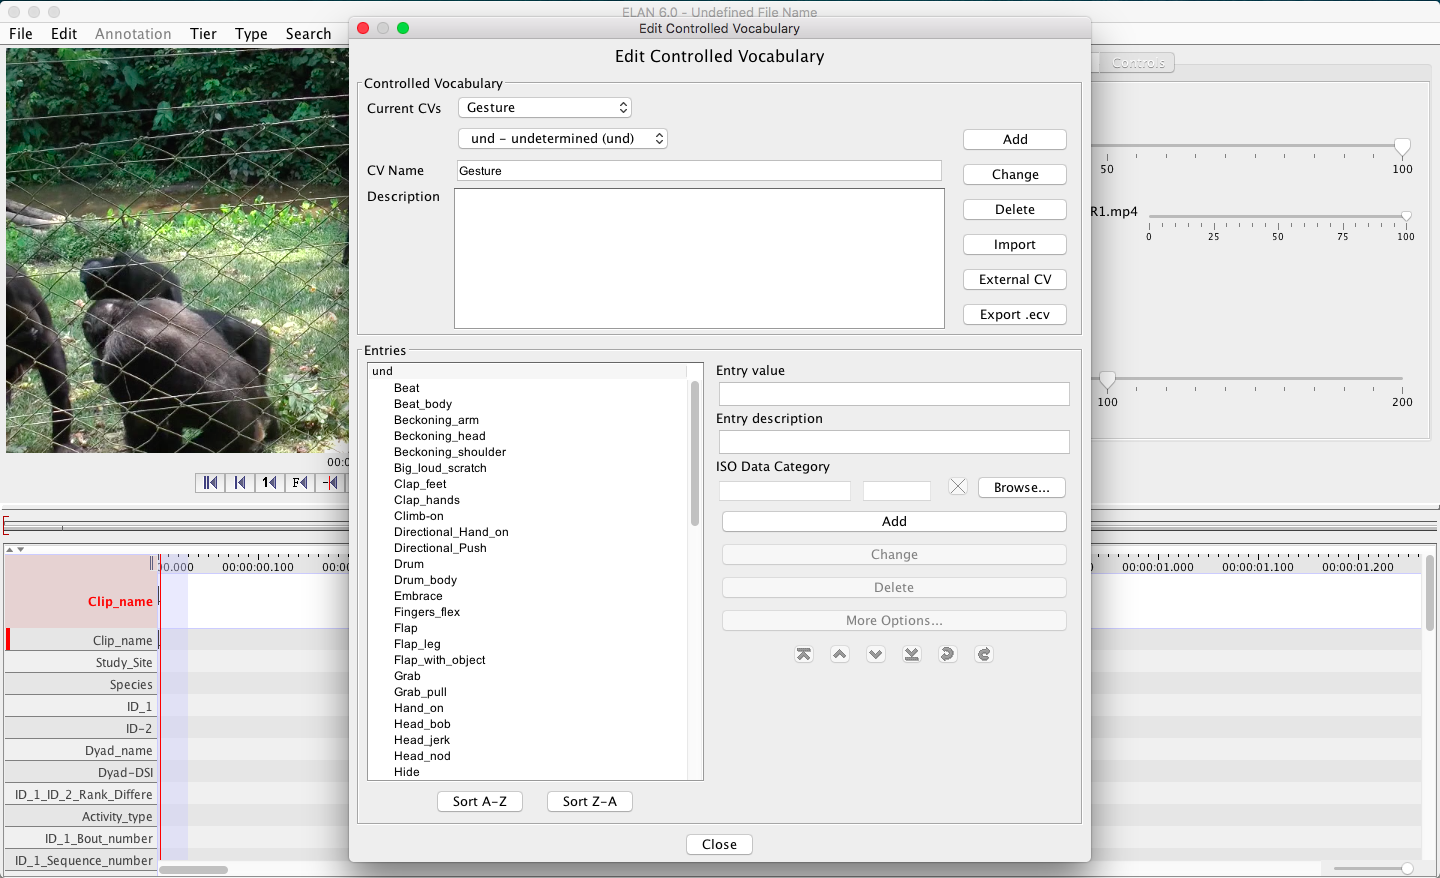 ELAN 6.0 - Undefined File Name
Edit Controlled Vocabulary
File Edit Annotation Tier Type Search
Edit Controlled Vocabulary
Controls
Controlled Vocabulary
Current CVs Gesture
und - undetermined (und)
Add
CV Name Gesture
Change
Description
Delete
Import
External CV
Export .ecv
50 100
R1.mp4
0 25 50 75 100
100 200
Entries
und
Beat
Beat_body
Beckoning_arm
Beckoning_head
Beckoning_shoulder
Big_loud_scratch
Clap_feet
Clap_hands
Climb-on
Directional_Hand_on
Directional_Push
Drum
Drum_body
Embrace
Fingers_flex
Flap
Flap_leg
Flap_with_object
Grab
Grab_pull
Hand_on
Head_bob
Head_jerk
Head_nod
Hide
Sort A-Z Sort Z-A
Entry value
Entry description
ISO Data Category
Browse...
Add
Change
Delete
More Options...
Close
00:0
1 F
00.000 00:00:00.100 00:0 0 00:00:01.000 00:00:01.100 00:00:01.200
Clip_name
Clip_name
Study_Site
Species
ID_1
ID-2
Dyad_name
Dyad-DSI
ID_1_ID_2_Rank_Differe
Activity_type
ID_1_Bout_number
ID_1_Sequence_number